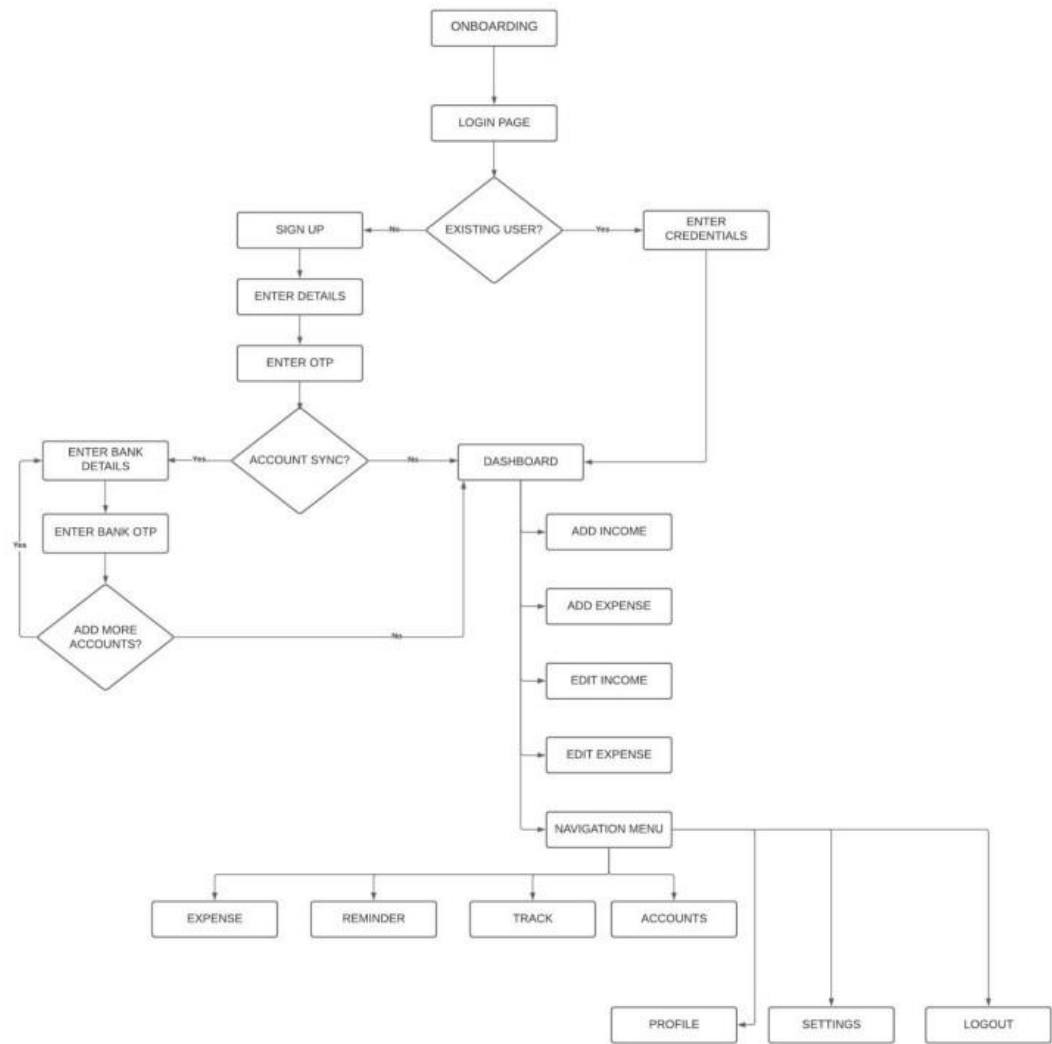 ONBOARDING
LOGIN PAGE
SIGN UP
No
EXISTING USER?
Yes
ENTER
CREDENTIALS
ENTER DETAILS
ENTER OTP
ENTER BANK
DETAILS
Yes
ACCOUNT SYNC?
No
DASHBOARD
ENTER BANK OTP
ADD INCOME
Yes
ADD EXPENSE
ADD MORE
ACCOUNTS?
No
EDIT INCOME
EDIT EXPENSE
NAVIGATION MENU
EXPENSE
REMINDER
TRACK
ACCOUNTS
PROFILE
SETTINGS
LOGOUT